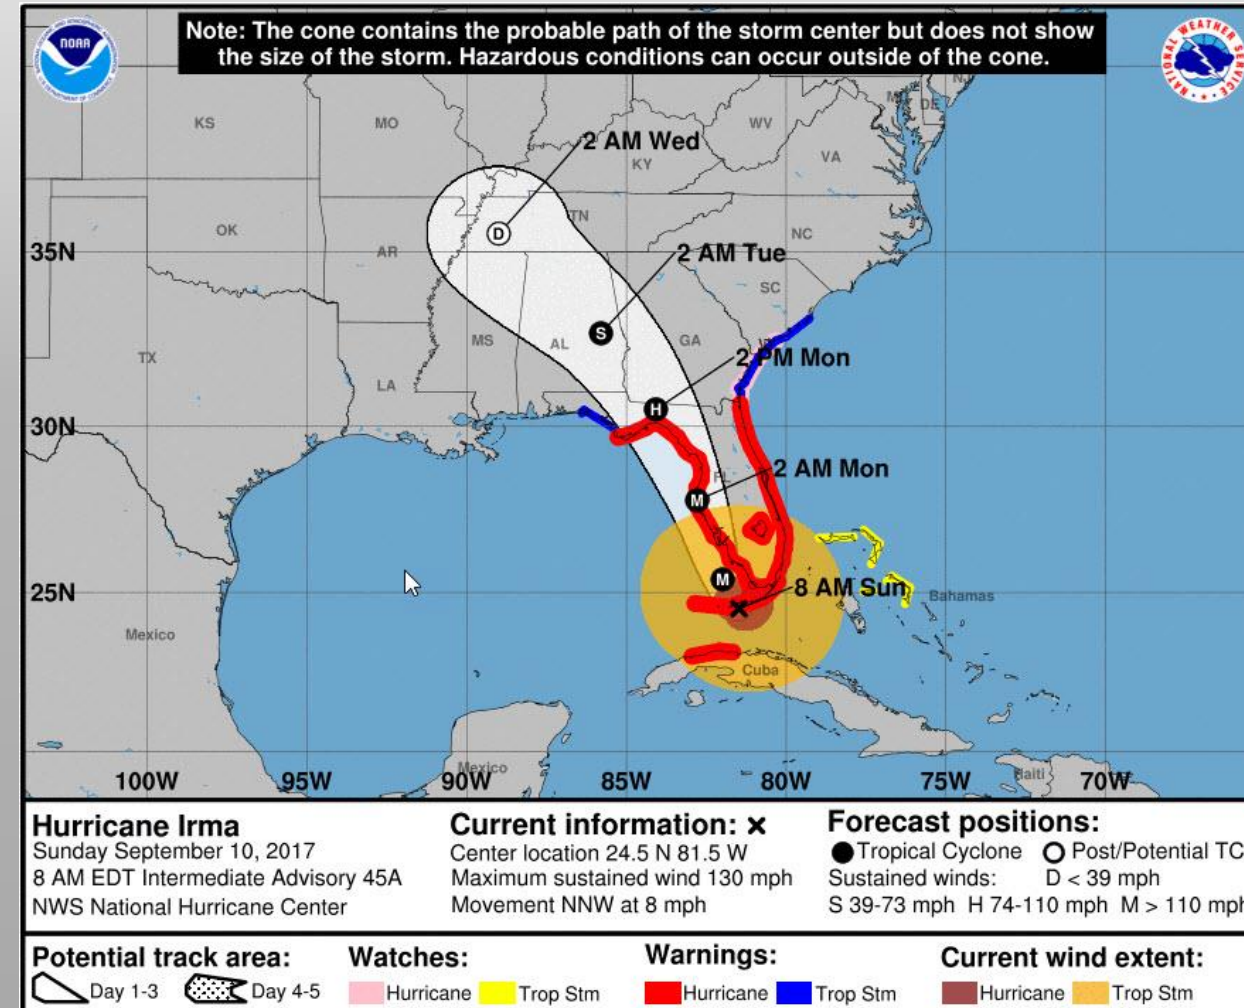 Note: The cone contains the probable path of the storm center but does not show
the size of the storm. Hazardous conditions can occur outside of the cone.
NOAA
NATIONAL WEATHER SERVICE
KS
MO
WV
DE
KY
VA
2 AM Wed
OK
AR
TN
NC
35N
2 AM Tue
SC
D
S
TX
MS
AL
GA
2 PM Mon
LA
H
30N
FL
2 AM Mon
M
25N
M
8 AM Sun
Bahamas
Mexico
Cuba
Mexico
Haiti
100W
95W
90W
85W
80W
75W
70W
Hurricane Irma
Sunday September 10, 2017
8 AM EDT Intermediate Advisory 45A
NWS National Hurricane Center
Current information: ×
Center location 24.5 N 81.5 W
Maximum sustained wind 130 mph
Movement NNW at 8 mph
Forecast positions:
Tropical Cyclone Post/Potential TC
Sustained winds: D < 39 mph
S 39-73 mph H 74-110 mph M > 110 mph
Potential track area:
Day 1-3 Day 4-5
Watches:
Hurricane Trop Stm
Warnings:
Hurricane Trop Stm
Current wind extent:
Hurricane Trop Stm